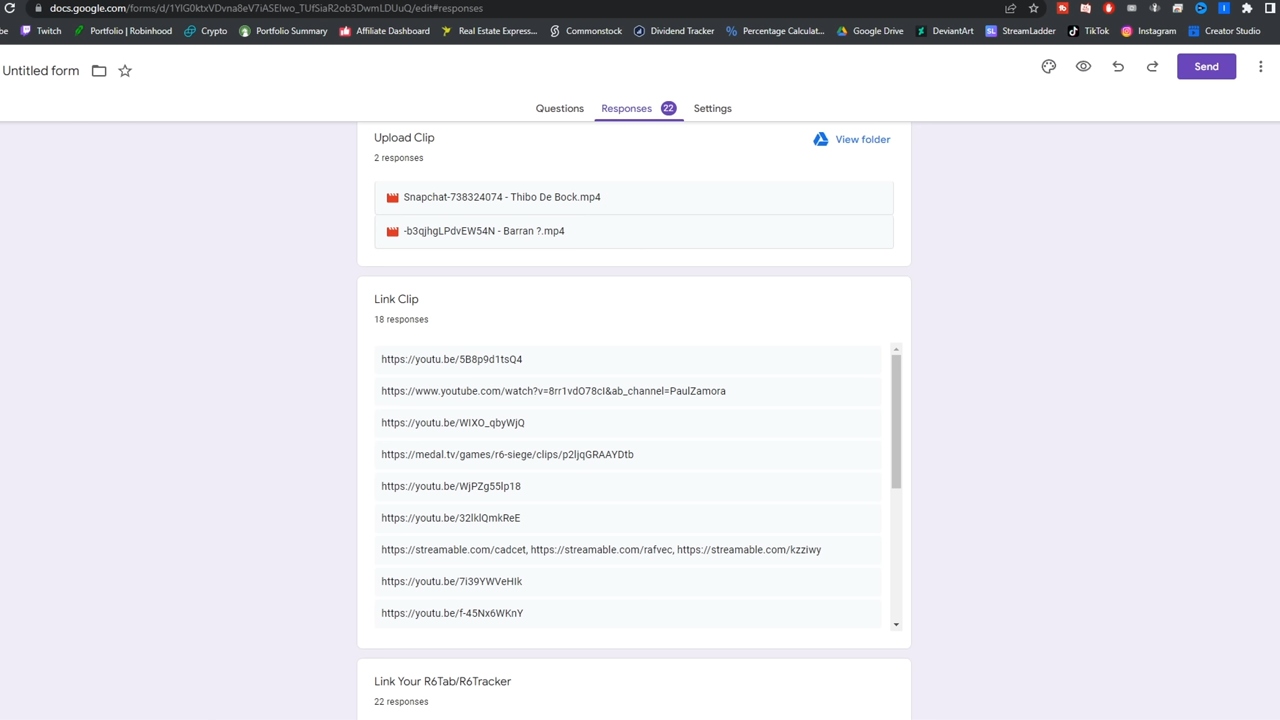 docs.google.com/forms/d/1YlG0ktxVDvna8eV7iASElwo_TUfSiaR2ob3DwmLDUuQ/edit#responses
be Twitch Portfolio | Robinhood Crypto Portfolio Summary Affiliate Dashboard Real Estate Express... Commonstock Dividend Tracker Percentage Calculat... Google Drive DeviantArt StreamLadder TikTok Instagram Creator Studio
Untitled form
Send
Questions Responses 22 Settings
Upload Clip
View folder
2 responses
Snapchat-738324074 - Thibo De Bock.mp4
-b3qjhgLPdvEW54N - Barran ?.mp4
Link Clip
18 responses
https://youtu.be/5B8p9d1tsQ4
https://www.youtube.com/watch?v=8rr1vdO78cI&ab_channel=PaulZamora
https://youtu.be/WIXO_qbyWjQ
https://medal.tv/games/r6-siege/clips/p2ljqGRAAYDtb
https://youtu.be/WjPZg55lp18
https://youtu.be/32lklQmkReE
https://streamable.com/cadcet, https://streamable.com/rafvec, https://streamable.com/kzziwy
https://youtu.be/7i39YWVeHIk
https://youtu.be/f-45Nx6WKnY
Link Your R6Tab/R6Tracker
22 responses